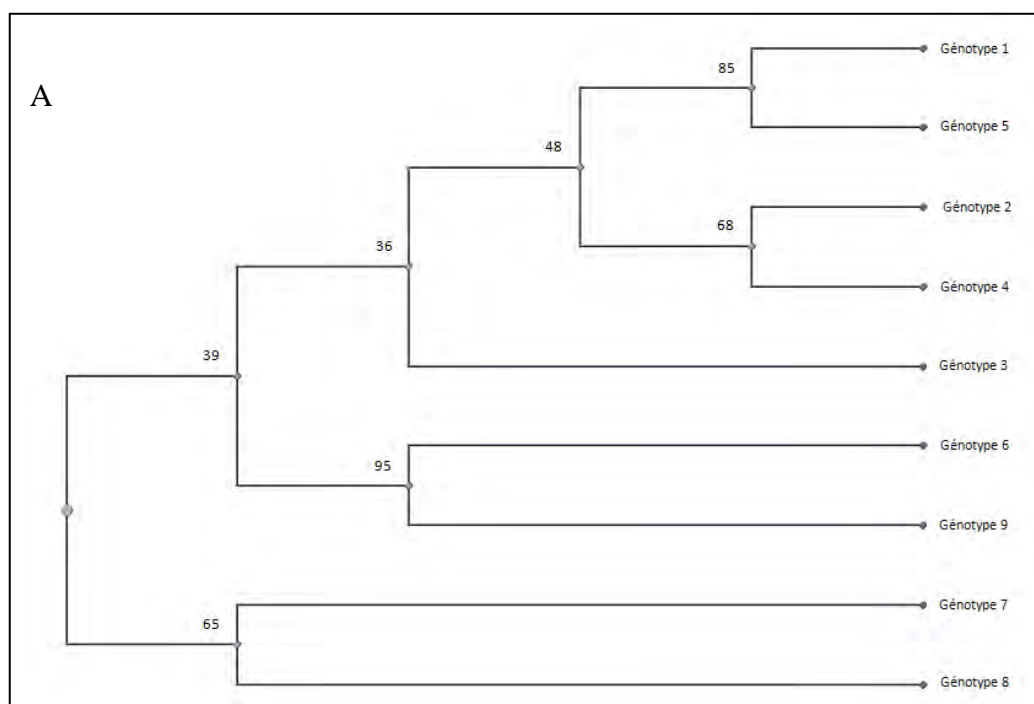 Génotype 1
85
A
Génotype 5
48
Génotype 2
68
36
Génotype 4
39
Génotype 3
Génotype 6
95
Génotype 9
Génotype 7
65
Génotype 8